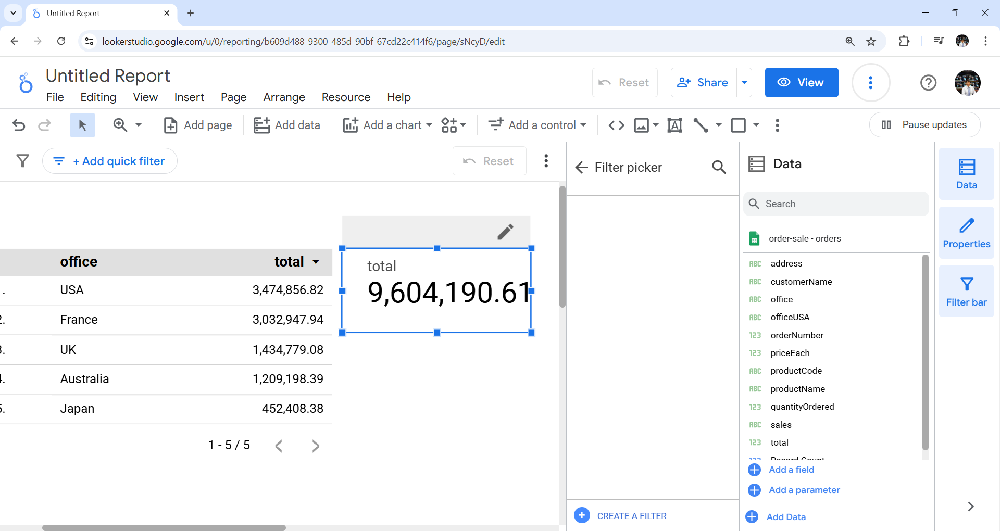 Untitled Report
lookerstudio.google.com/u/0/reporting/b609d488-9300-485d-90bf-67cd22c414f6/page/sNcyD/edit
Untitled Report
File Editing View Insert Page Arrange Resource Help
Reset Share View
Add page Add data Add a chart Add a control Pause updates
+ Add quick filter Reset
office total
USA 3,474,856.82
France 3,032,947.94
UK 1,434,779.08
Australia 1,209,198.39
Japan 452,408.38
1 - 5 / 5
total
9,604,190.61
Filter picker
CREATE A FILTER
Data
Search
order-sale - orders
ABC address
ABC customerName
ABC office
ABC officeUSA
123 orderNumber
123 priceEach
ABC productCode
ABC productName
123 quantityOrdered
ABC sales
123 total
123 Record Count
Add a field
Add a parameter
Add Data
Data
Properties
Filter bar